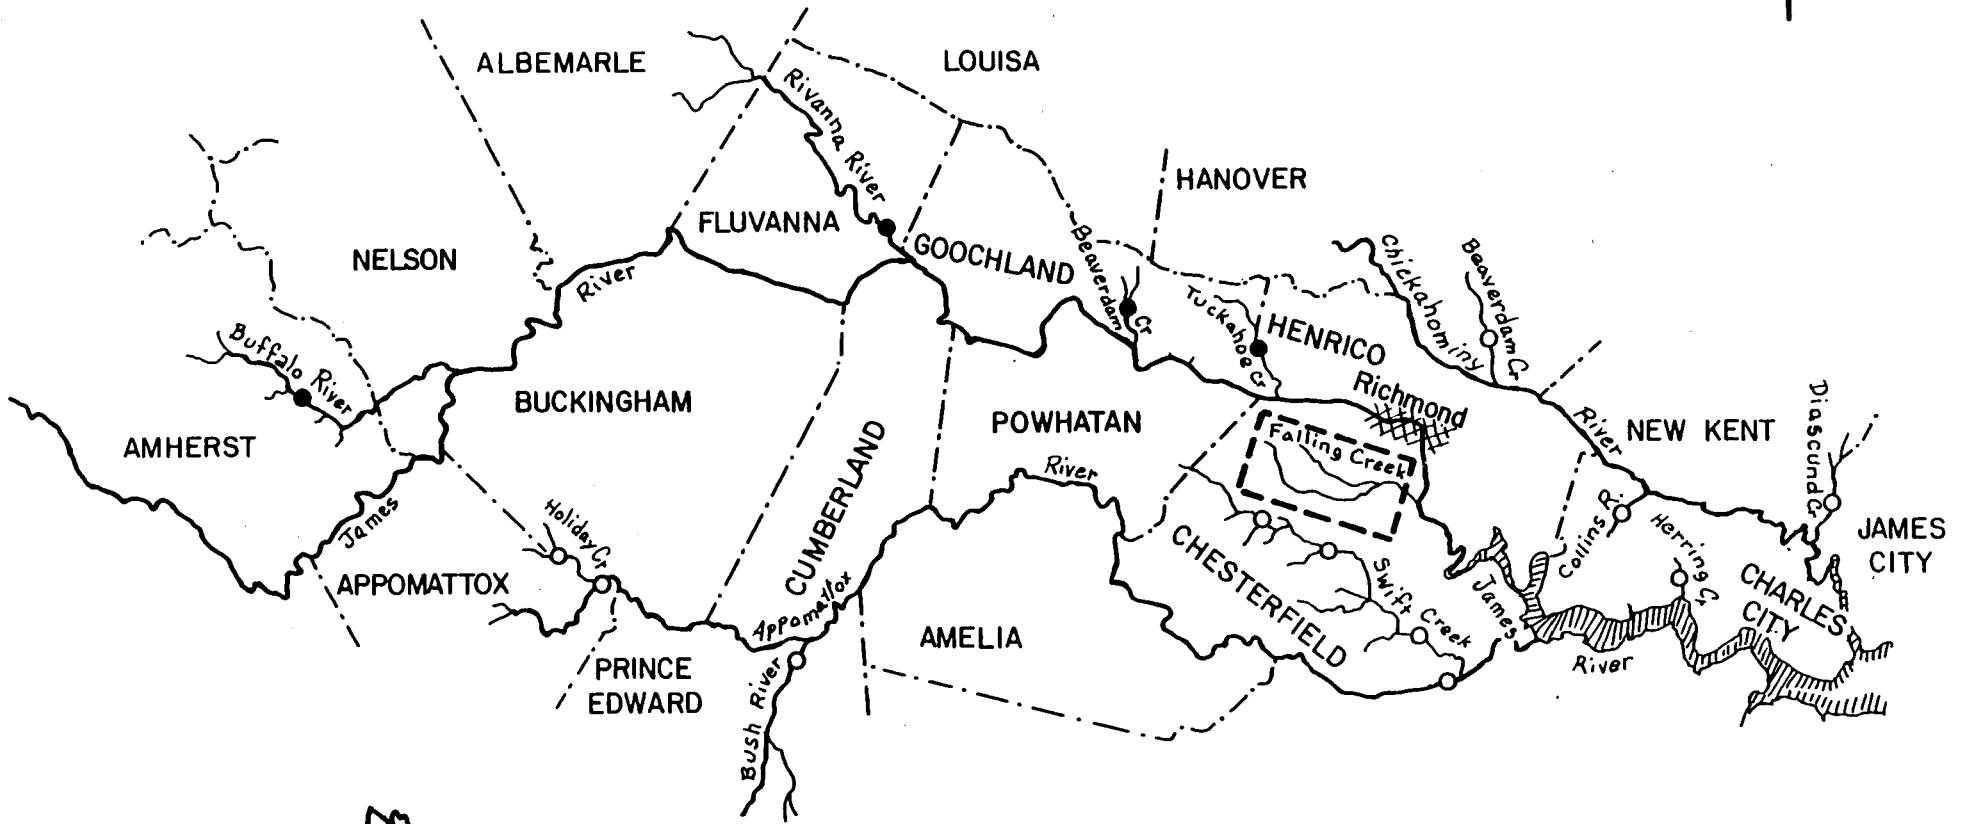 ALBEMARLE
LOUISA
Rivanna River
HANOVER
NELSON
FLUVANNA
GOOCHLAND
River
Beaverdam Cr
Tuckahoe Cr
HENRICO
Chickahominy
River
Beaverdam Cr
Buffalo River
AMHERST
BUCKINGHAM
CUMBERLAND
POWHATAN
Richmond
Falling Creek
NEW KENT
Diascund Cr
JAMES
CITY
James
Holiday Cr
APPOMATTOX
River
CHESTERFIELD
Swift Creek
Collins R.
Herring Cr
CHARLES
CITY
James
River
Appomattox
AMELIA
PRINCE
EDWARD
Bush River